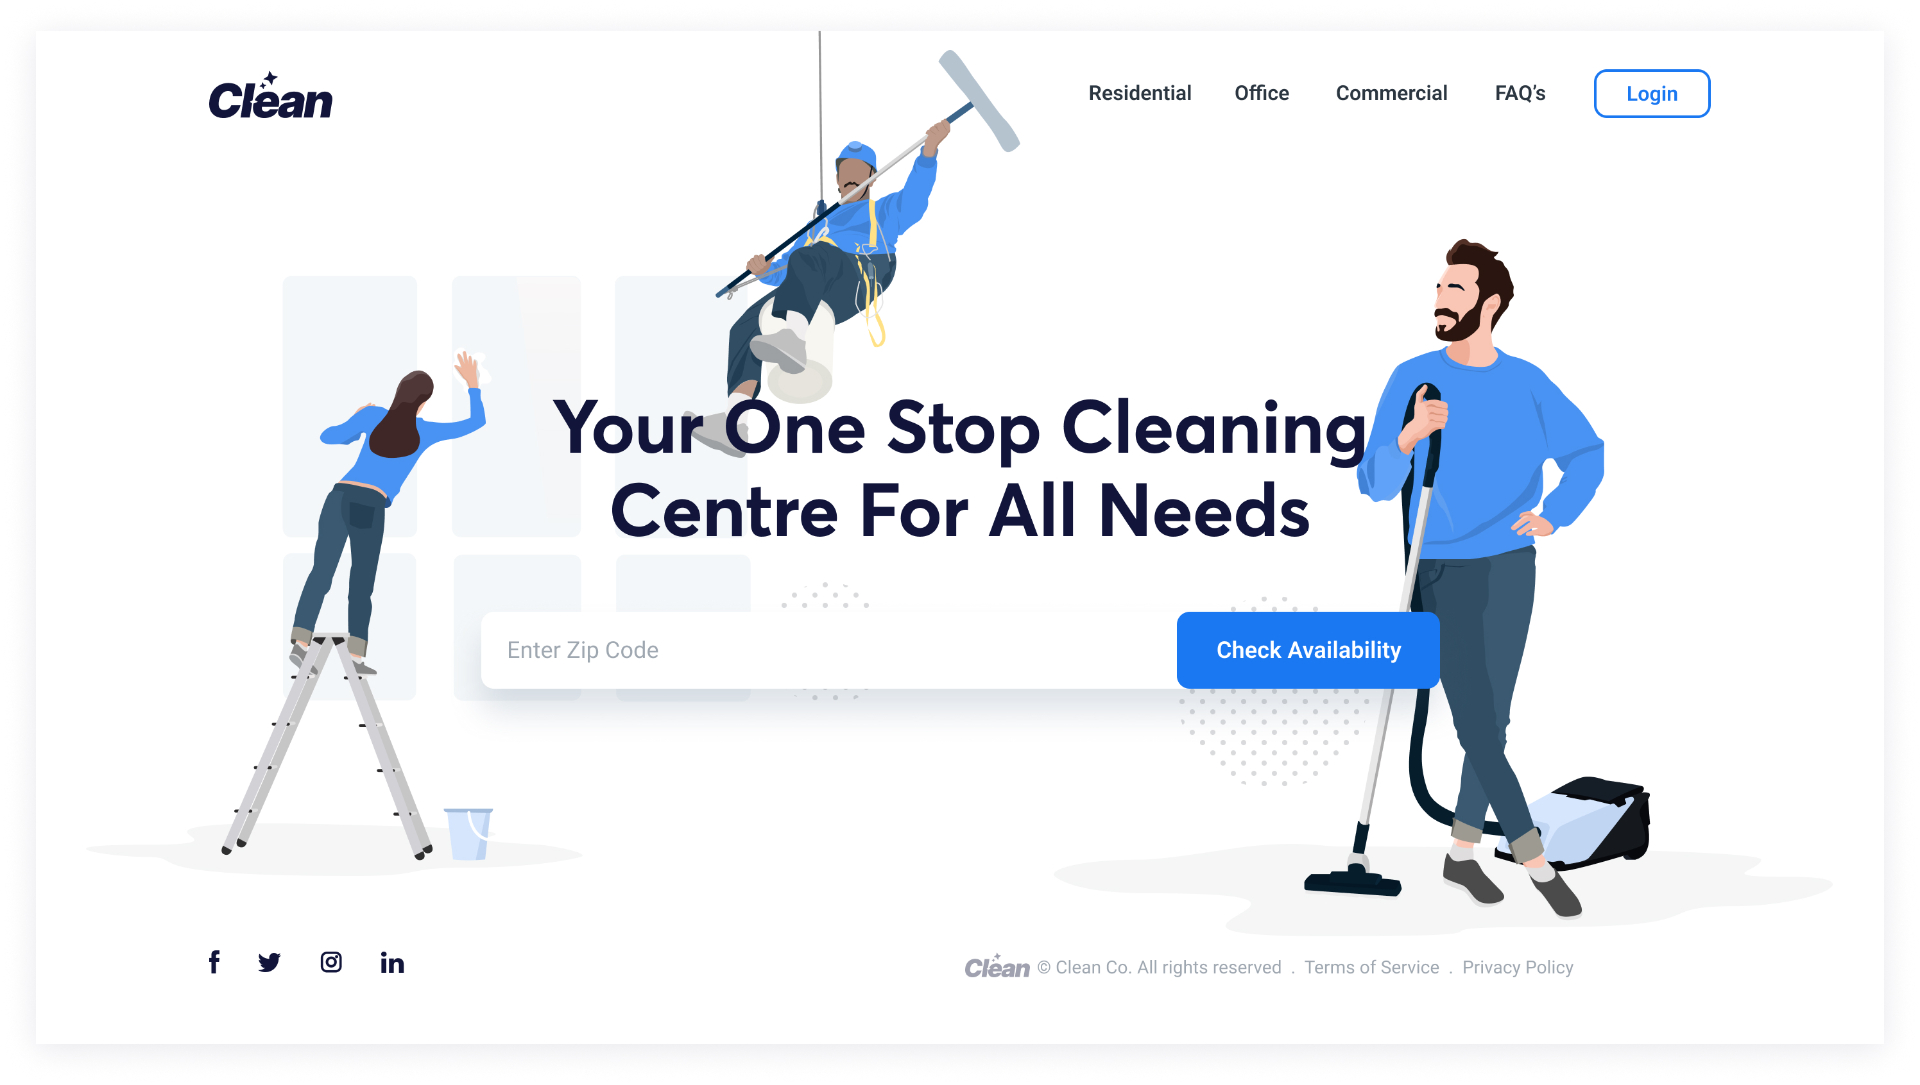 Clean
Residential Office Commercial FAQ's Login
Your One Stop Cleaning
Centre For All Needs
Enter Zip Code
Check Availability
Clean © Clean Co. All rights reserved . Terms of Service . Privacy Policy